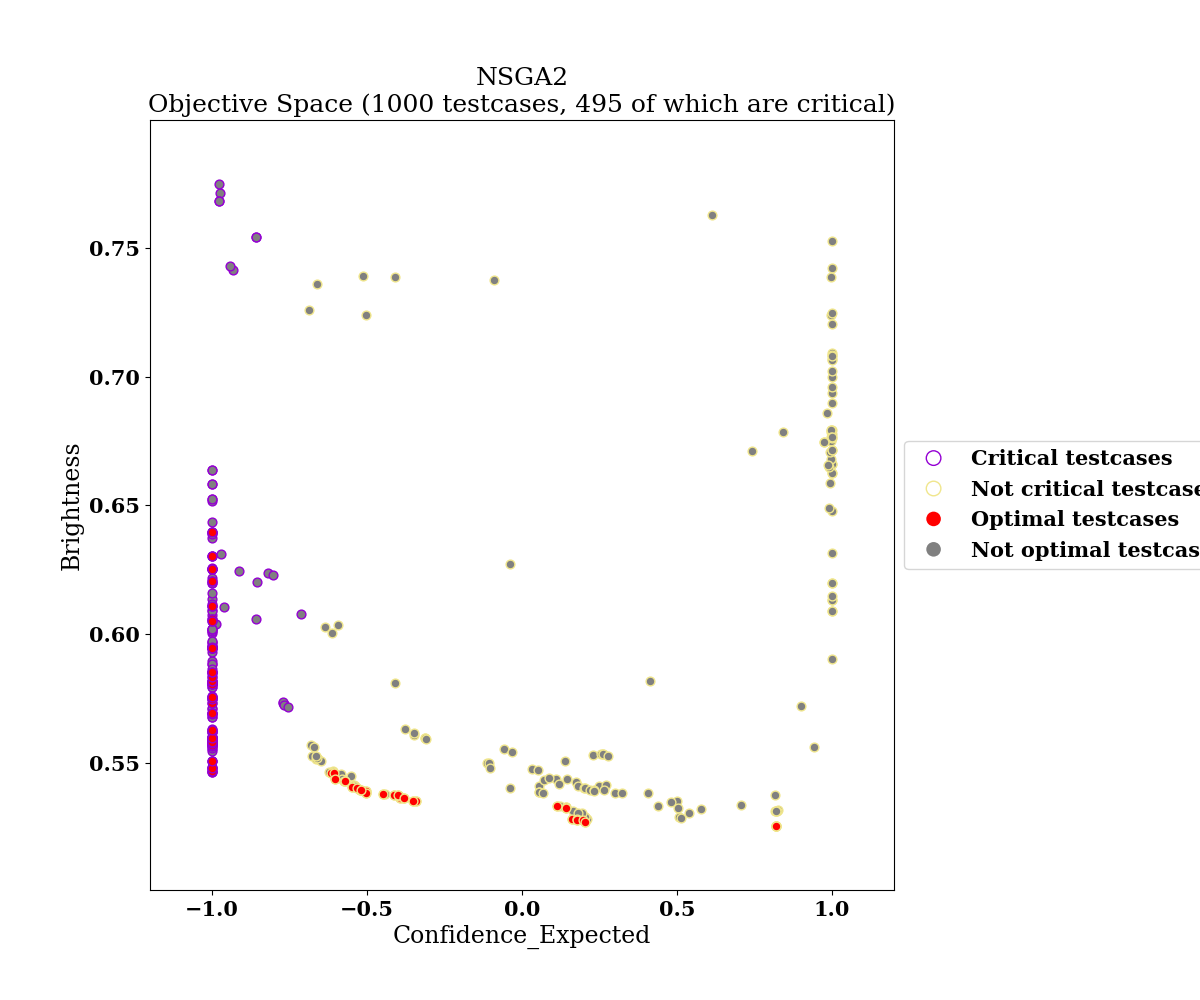 NSGA2
Objective Space (1000 testcases, 495 of which are critical)
0.75
0.70
0.65
0.60
0.55
Brightness
−1.0
−0.5
0.0
0.5
1.0
Confidence_Expected
Critical testcases
Not critical testcase
Optimal testcases
Not optimal testcas